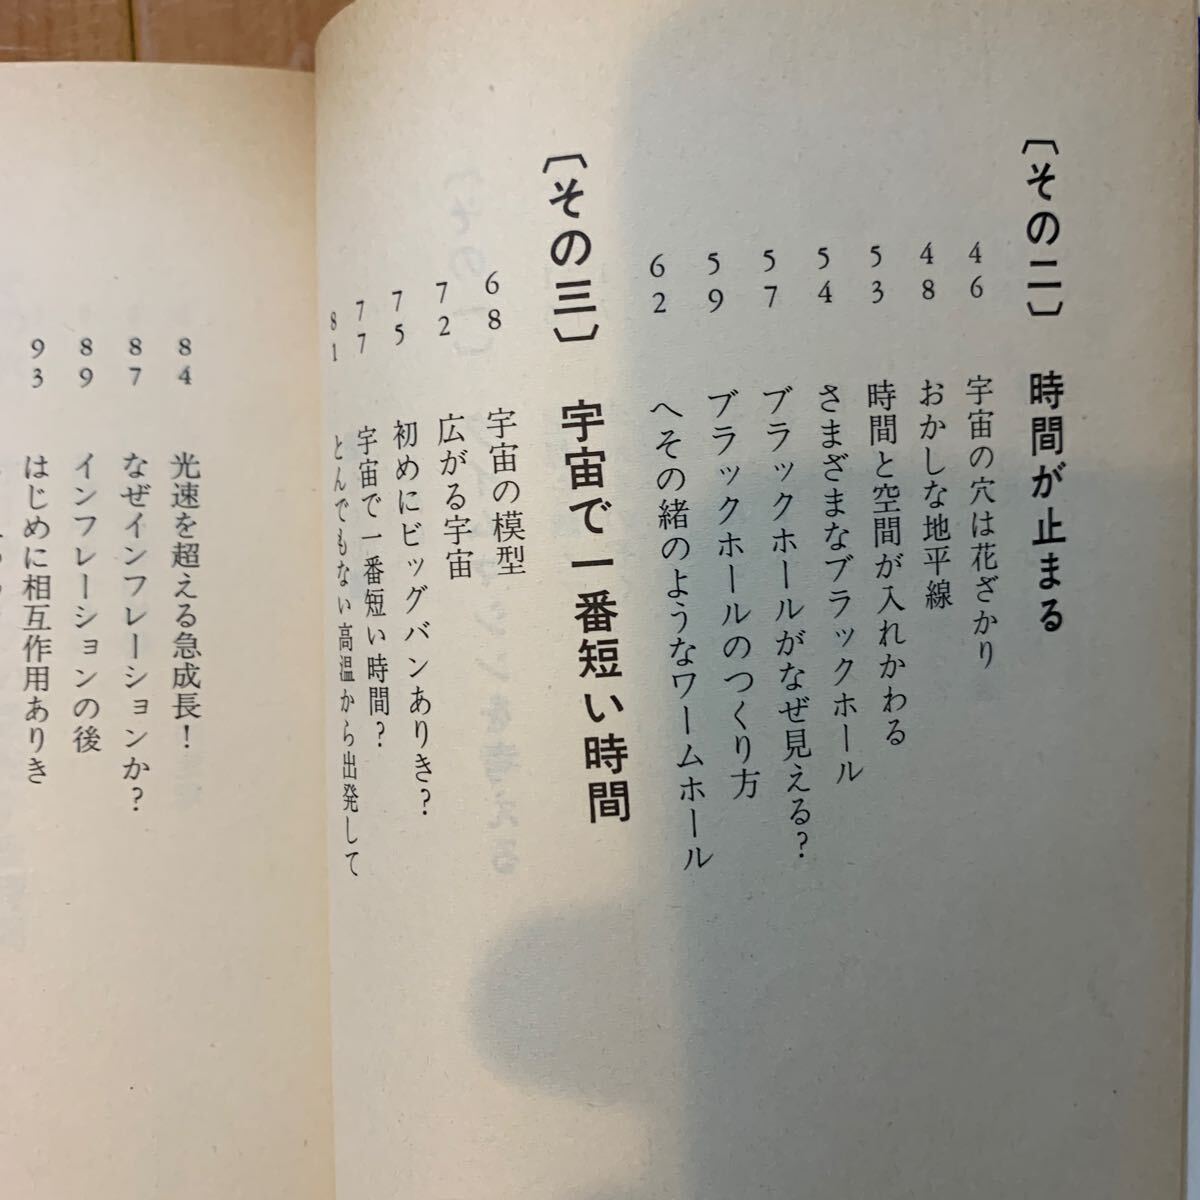 〔その二〕 時間が止まる
46 宇宙の穴は花ざかり
48 おかしな地平線
53 時間と空間が入れかわる
54 さまざまなブラックホール
57 ブラックホールがなぜ見える？
59 ブラックホールのつくり方
62 へその緒のようなワームホール
〔その三〕 宇宙で一番短い時間
68 宇宙の模型
72 広がる宇宙
75 初めにビッグバンありき？
77 宇宙で一番短い時間？
81 とんでもない高温から出発して
84 光速を超える急成長！
87 なぜインフレーションか？
89 インフレーションの後
93 はじめに相互作用ありき